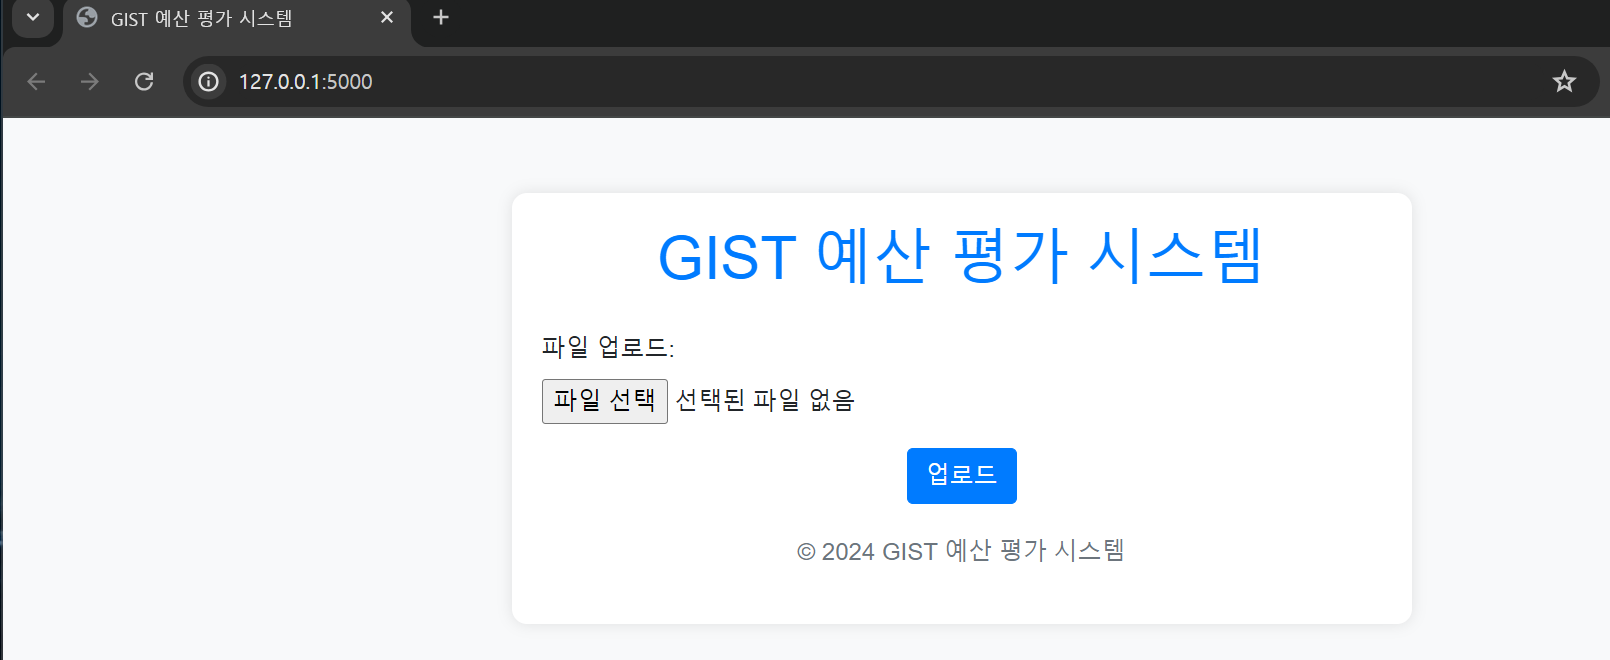 GIST 예산 평가 시스템
127.0.0.1:5000
GIST 예산 평가 시스템
파일 업로드:
파일 선택 선택된 파일 없음
업로드
© 2024 GIST 예산 평가 시스템